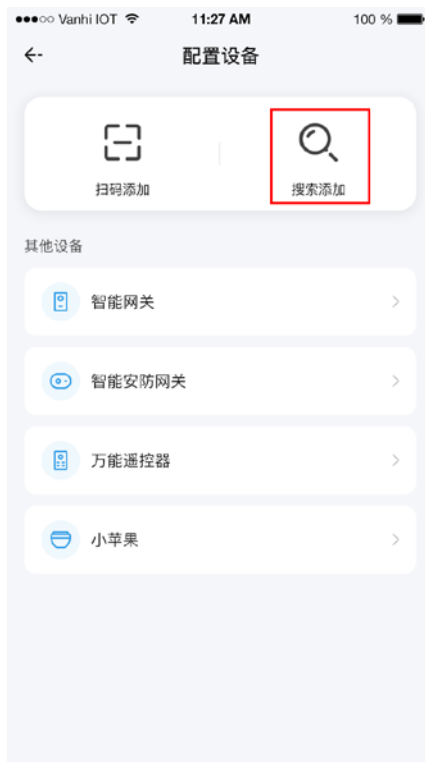 Vanhi IOT 11:27 AM 100 %
配置设备
扫码添加 搜索添加
其他设备
智能网关
智能安防网关
万能遥控器
小苹果